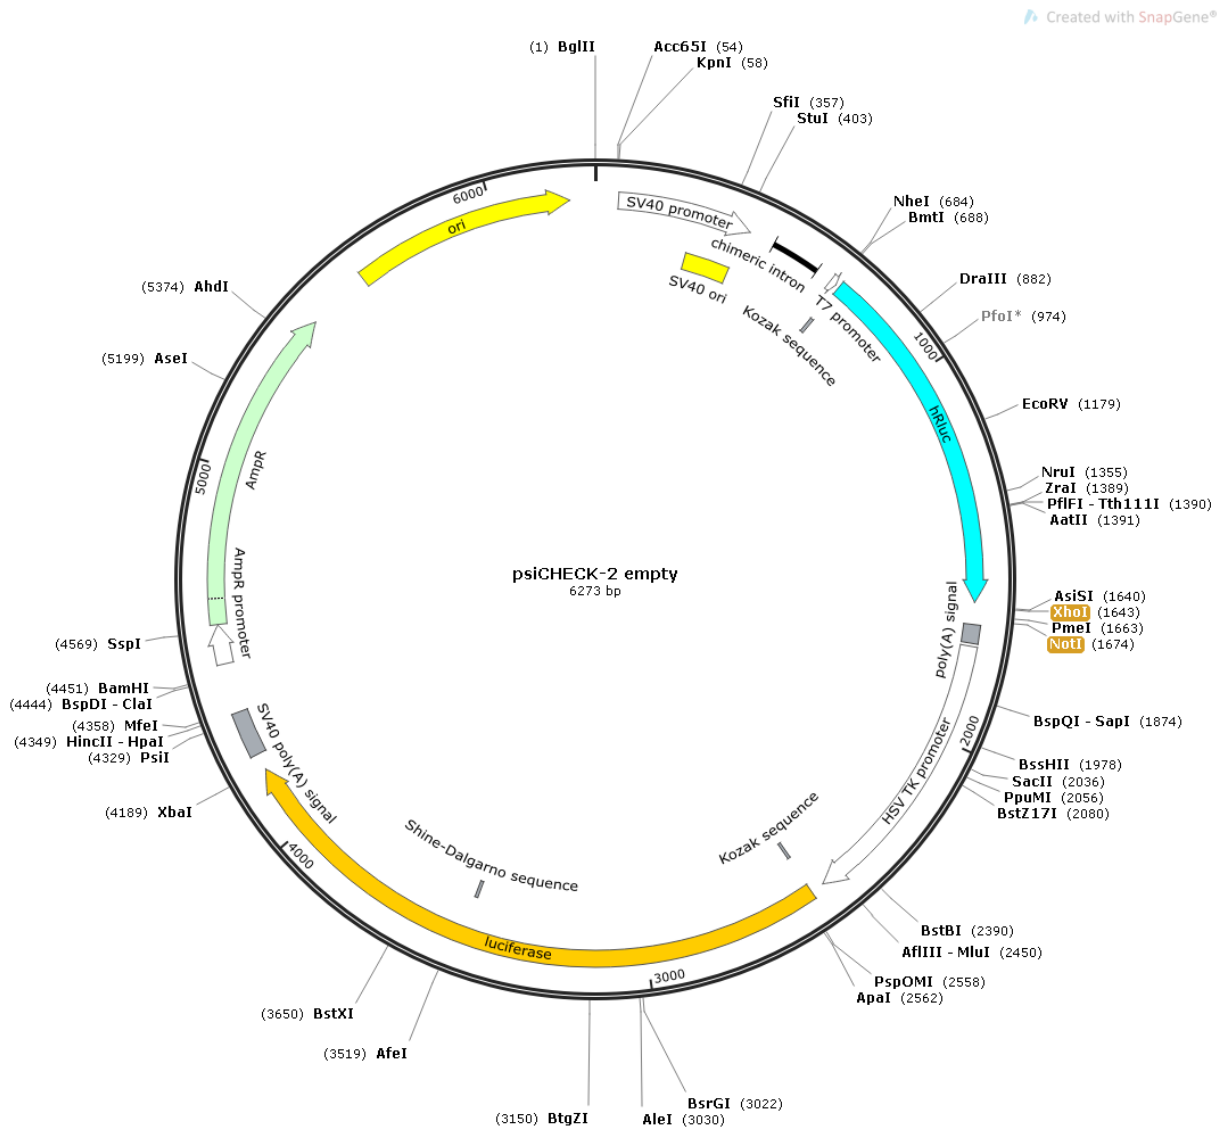 Created with SnapGene®
(1) BglII
Acc65I (54)
KpnI (58)
SfiI (357)
StuI (403)
NheI (684)
BmtI (688)
DraIII (882)
PfoI* (974)
EcoRV (1179)
NruI (1355)
ZraI (1389)
PflFI - Tth111I (1390)
AatII (1391)
AsiSI (1640)
XhoI (1643)
PmeI (1663)
NotI (1674)
BspQI - SapI (1874)
BssHII (1978)
SacII (2036)
PpuMI (2056)
BstZ17I (2080)
BstBI (2390)
AflIII - MluI (2450)
PspOMI (2558)
ApaI (2562)
BsrGI (3022)
AleI (3030)
(3150) BtgZI
(3519) AfeI
(3650) BstXI
(4189) XbaI
(4329) PsiI
(4349) HincII - HpaI
(4358) MfeI
(4444) BspDI - ClaI
(4451) BamHI
(4569) SspI
(5199) AseI
(5374) AhdI
SV40 promoter
chimeric intron
SV40 ori
T7 promoter
Kozak sequence
hRluc
1000
poly(A) signal
2000
HSV TK promoter
Kozak sequence
luciferase
3000
Shine-Dalgarno sequence
4000
SV40 poly(A) signal
AmpR promoter
AmpR
5000
ori
6000
psiCHECK-2 empty
6273 bp